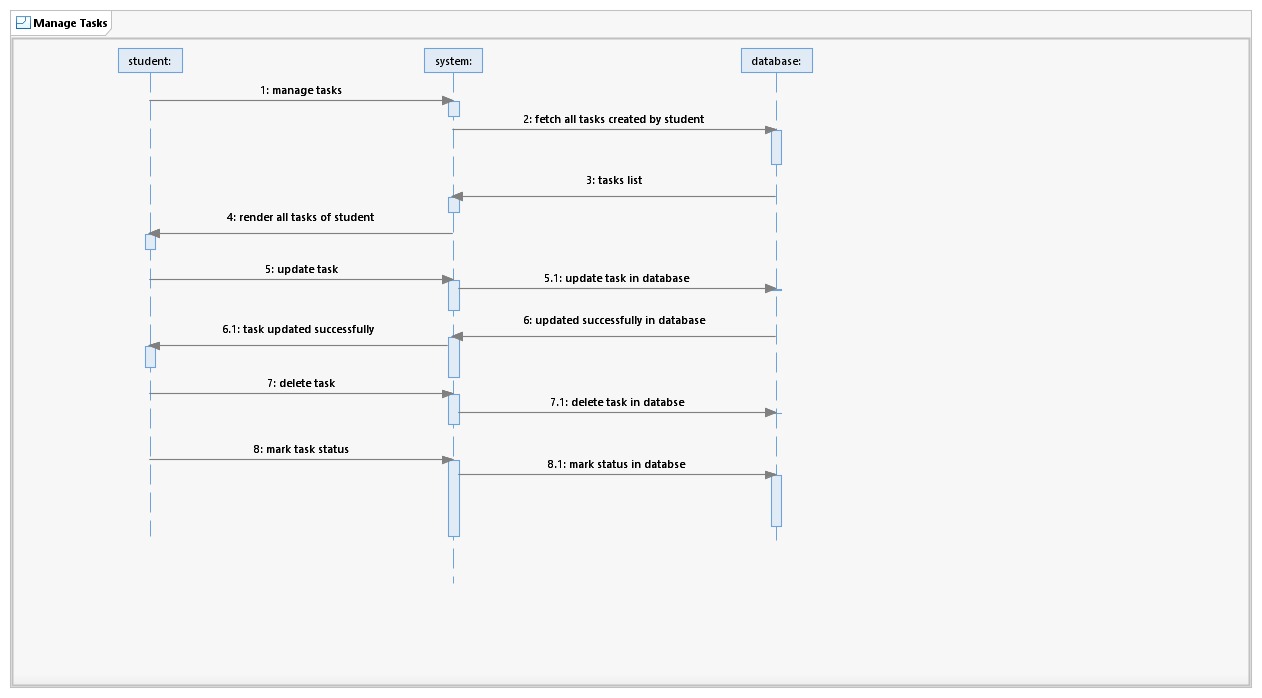 Manage Tasks
student:
system:
database:
1: manage tasks
2: fetch all tasks created by student
3: tasks list
4: render all tasks of student
5: update task
5.1: update task in database
6: updated successfully in database
6.1: task updated successfully
7: delete task
7.1: delete task in databse
8: mark task status
8.1: mark status in databse